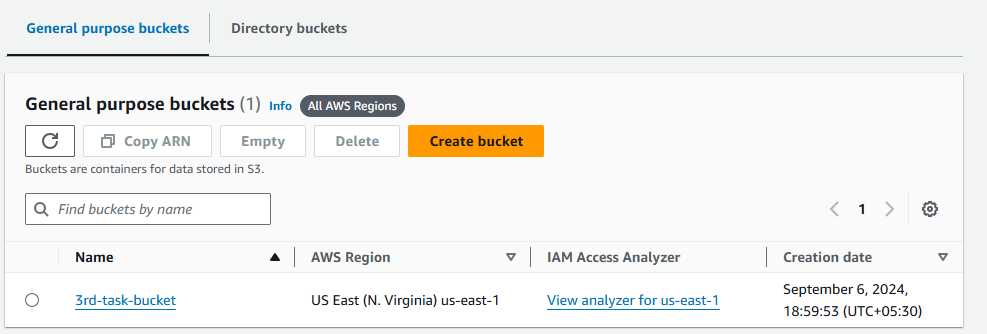 General purpose buckets Directory buckets
General purpose buckets (1) Info All AWS Regions
Copy ARN Empty Delete Create bucket
Buckets are containers for data stored in S3.
Find buckets by name 1
Name AWS Region IAM Access Analyzer Creation date
3rd-task-bucket US East (N. Virginia) us-east-1 View analyzer for us-east-1 September 6, 2024,
18:59:53 (UTC+05:30)